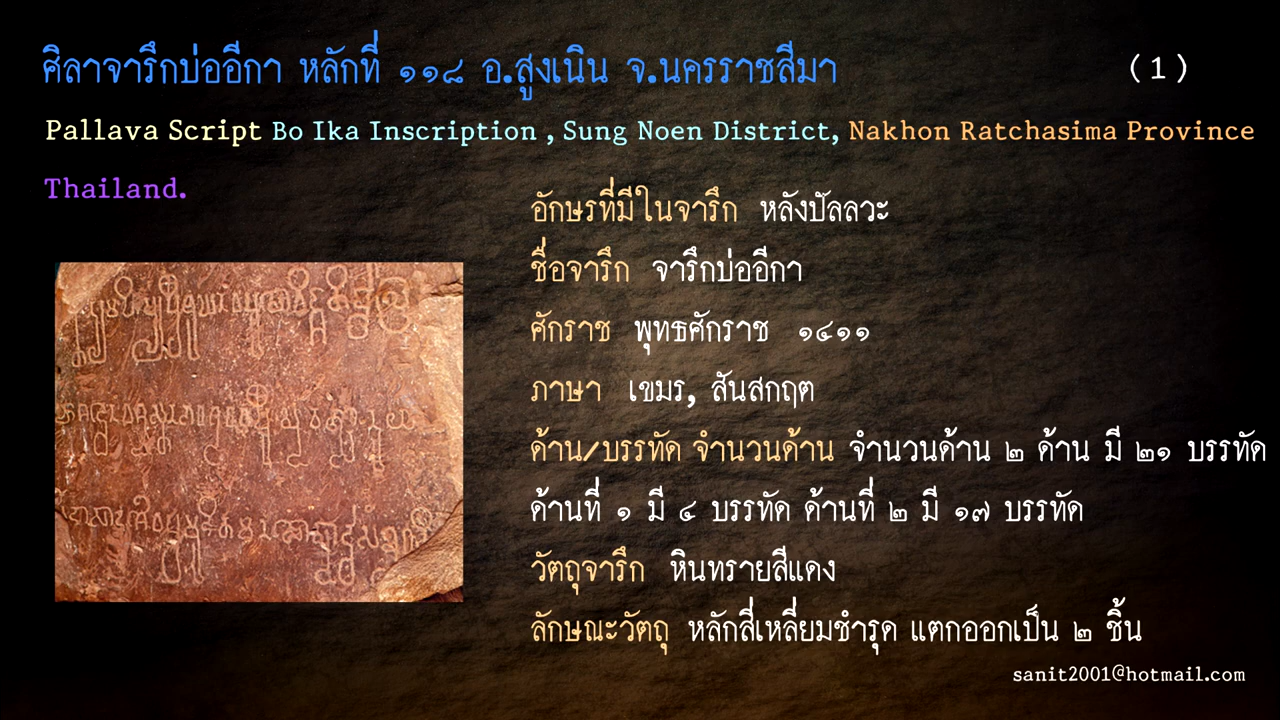 ศิลาจารึกบ่ออีกา หลักที่ ๑๑๘ อ.สูงเนิน จ.นครราชสีมา (1)
Pallava Script Bo Ika Inscription , Sung Noen District, Nakhon Ratchasima Province
Thailand.
อักษรที่มีในจารึก หลังปัลลวะ
ชื่อจารึก จารึกบ่ออีกา
ศักราช พุทธศักราช ๑๔๑๑
ภาษา เขมร, สันสกฤต
ด้าน/บรรทัด จำนวนด้าน จำนวนด้าน ๒ ด้าน มี ๒๑ บรรทัด
ด้านที่ ๑ มี ๔ บรรทัด ด้านที่ ๒ มี ๑๗ บรรทัด
วัตถุจารึก หินทรายสีแดง
ลักษณะวัตถุ หลักสี่เหลี่ยมชำรุด แตกออกเป็น ๒ ชิ้น
sanit2001@hotmail.com